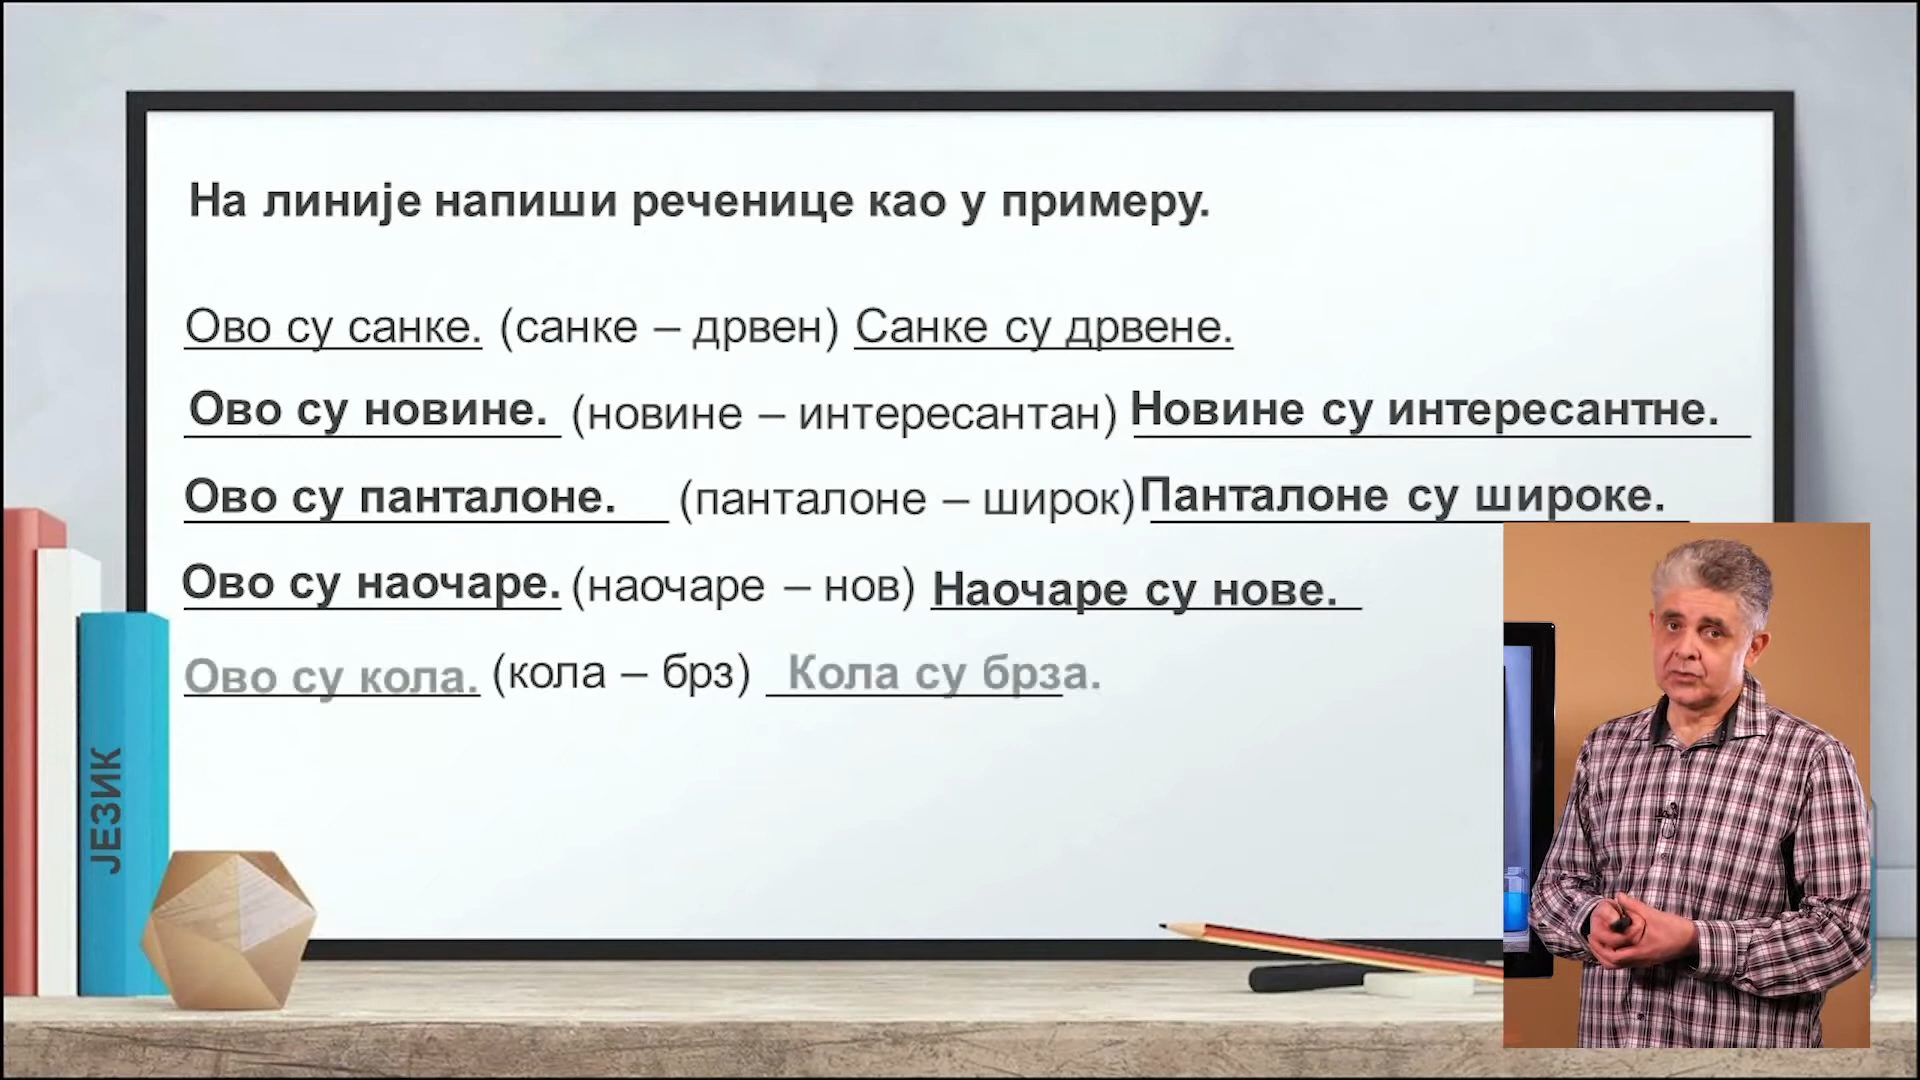 На линије напиши реченице као у примеру.
Ово су санке. (санке – дрвен) Санке су дрвене.
Ово су новине. (новине – интересантан) Новине су интересантне.
Ово су панталоне. (панталоне – широк) Панталоне су широке.
Ово су наочаре. (наочаре – нов) Наочаре су нове.
Ово су кола. (кола – брз) Кола су брза.
ЈЕЗИК